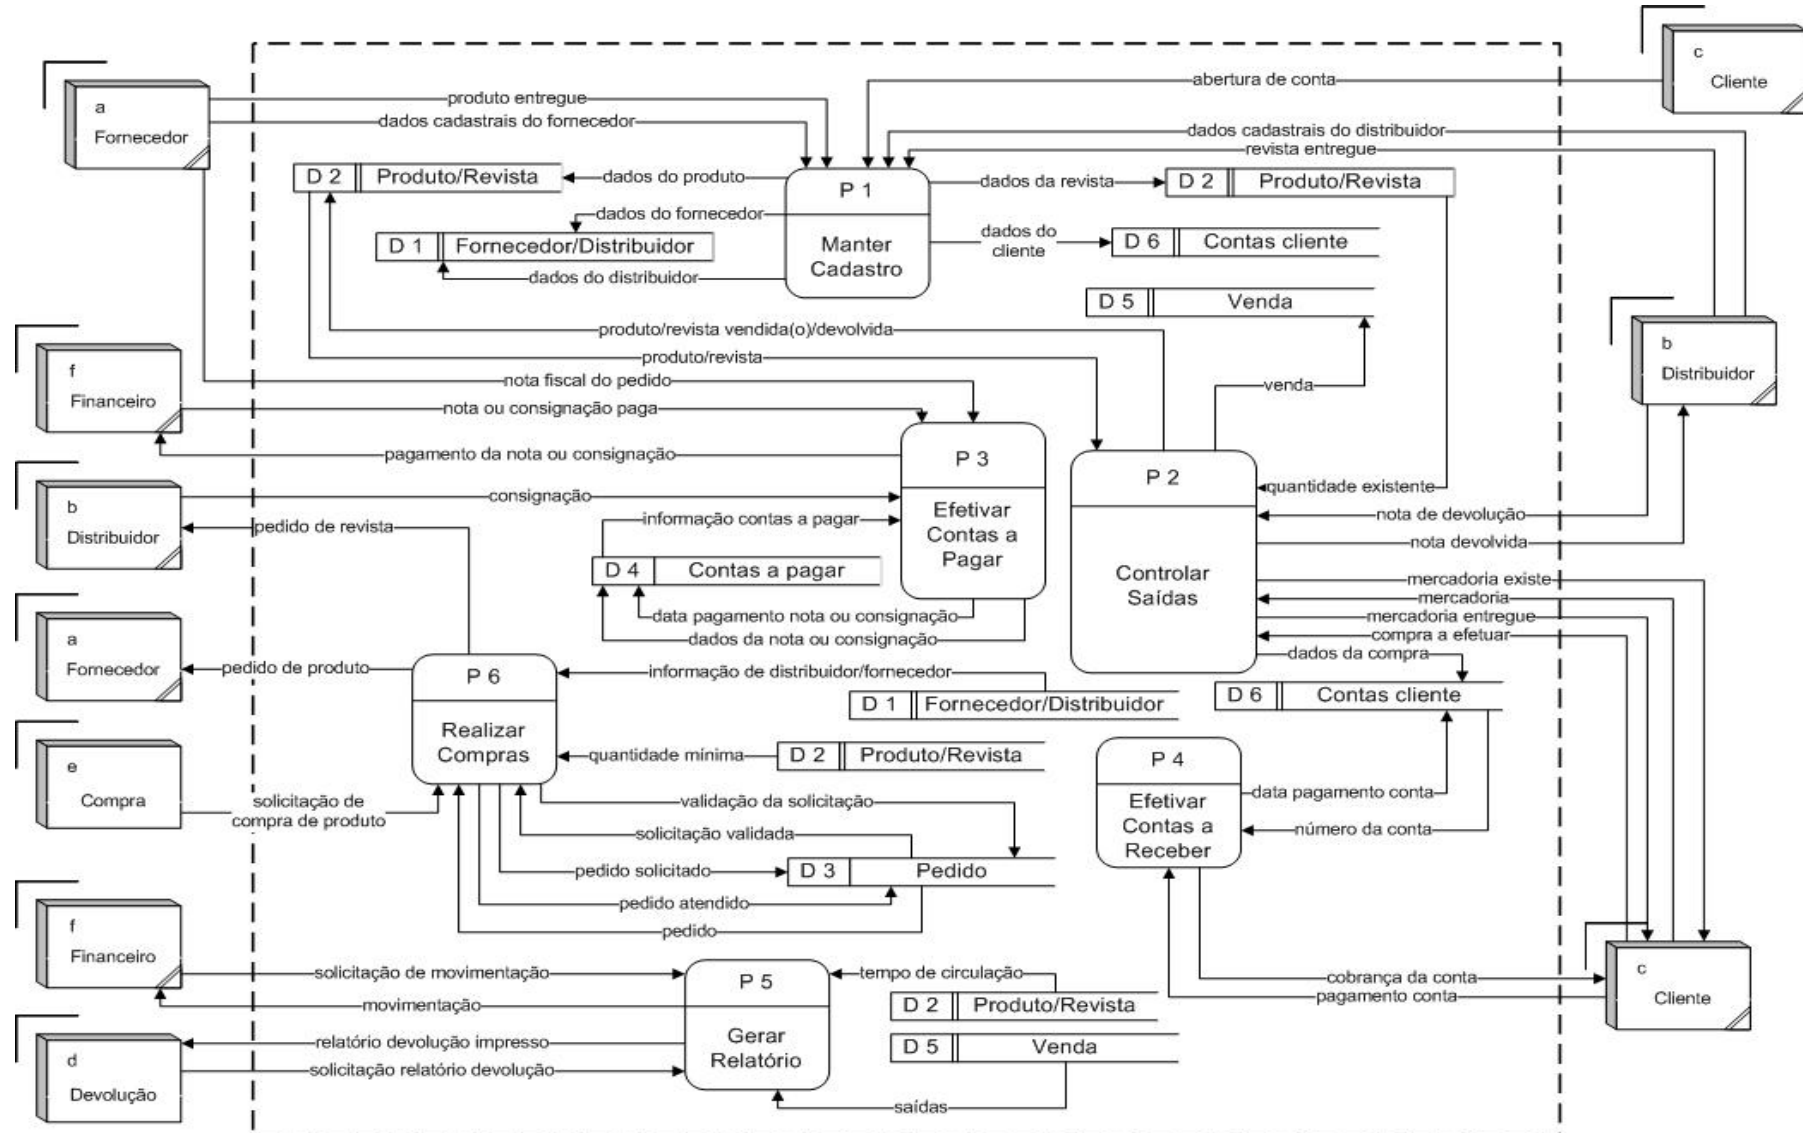 c
Cliente
abertura de conta
a
Fornecedor
produto entregue
dados cadastrais do fornecedor
dados cadastrais do distribuidor
revista entregue
D 2 Produto/Revista
dados do produto
P 1
Manter
Cadastro
dados da revista
D 2 Produto/Revista
dados do fornecedor
D 1 Fornecedor/Distribuidor
dados do distribuidor
dados do
cliente
D 6 Contas cliente
D 5 Venda
produto/revista vendida(o)/devolvida
produto/revista
venda
b
Distribuidor
f
Financeiro
nota fiscal do pedido
nota ou consignação paga
pagamento da nota ou consignação
P 3
Efetivar
Contas a
Pagar
P 2
Controlar
Saídas
quantidade existente
nota de devolução
nota devolvida
mercadoria existe
mercadoria
mercadoria entregue
compra a efetuar
dados da compra
b
Distribuidor
consignação
pedido de revista
informação contas a pagar
D 4 Contas a pagar
data pagamento nota ou consignação
dados da nota ou consignação
a
Fornecedor
pedido de produto
P 6
Realizar
Compras
informação de distribuidor/fornecedor
D 1 Fornecedor/Distribuidor
D 6 Contas cliente
quantidade mínima
D 2 Produto/Revista
P 4
Efetivar
Contas a
Receber
data pagamento conta
número da conta
e
Compra
solicitação de
compra de produto
validação da solicitação
solicitação validada
pedido solicitado
D 3 Pedido
pedido atendido
pedido
f
Financeiro
solicitação de movimentação
movimentação
P 5
Gerar
Relatório
tempo de circulação
D 2 Produto/Revista
D 5 Venda
saídas
cobrança da conta
pagamento conta
c
Cliente
d
Devolução
relatório devolução impresso
solicitação relatório devolução